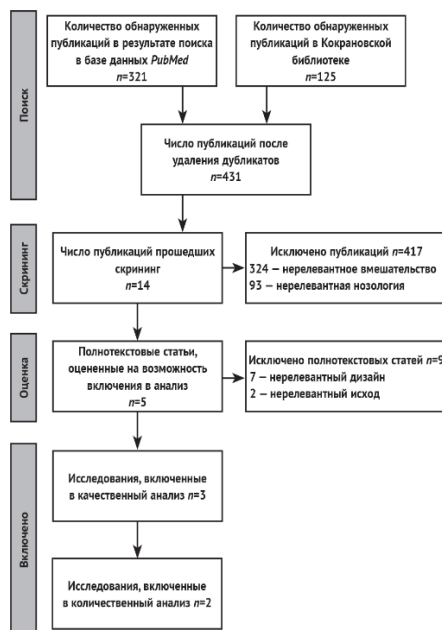 Поиск
Количество обнаруженных
публикаций в результате поиска
в базе данных PubMed
n=321
Количество обнаруженных
публикаций в Кокрановской
библиотеке
n=125
Число публикаций после
удаления дубликатов
n=431
Скрининг
Число публикаций прошедших
скрининг
n=14
Исключено публикаций n=417
324 — нерелевантное вмешательство
93 — нерелевантная нозология
Оценка
Полнотекстовые статьи,
оцененные на возможность
включения в анализ
n=5
Исключено полнотекстовых статей n=9
7 — нерелевантный дизайн
2 — нерелевантный исход
Включено
Исследования, включенные
в качественный анализ n=3
Исследования, включенные
в количественный анализ n=2